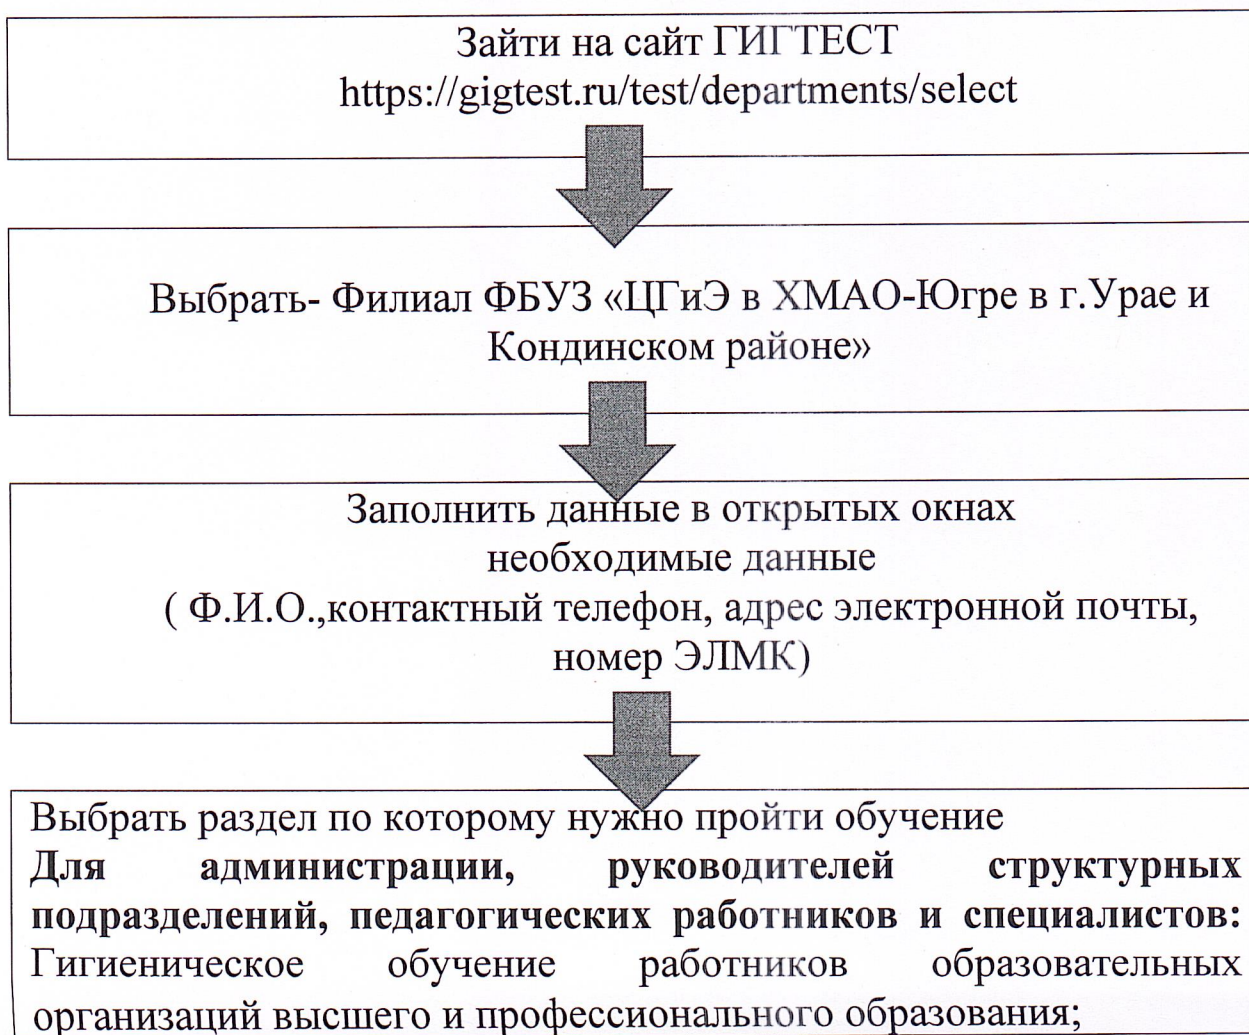 Зайти на сайт ГИГТЕСТ
https://gigtest.ru/test/departments/select
Выбрать- Филиал ФБУЗ «ЦГиЭ в ХМАО-Югре в г.Урае и
Кондинском районе»
Заполнить данные в открытых окнах
необходимые данные
( Ф.И.О.,контактный телефон, адрес электронной почты,
номер ЭЛМК)
Выбрать раздел по которому нужно пройти обучение
Для администрации, руководителей структурных
подразделений, педагогических работников и специалистов:
Гигиеническое обучение работников образовательных
организаций высшего и профессионального образования;